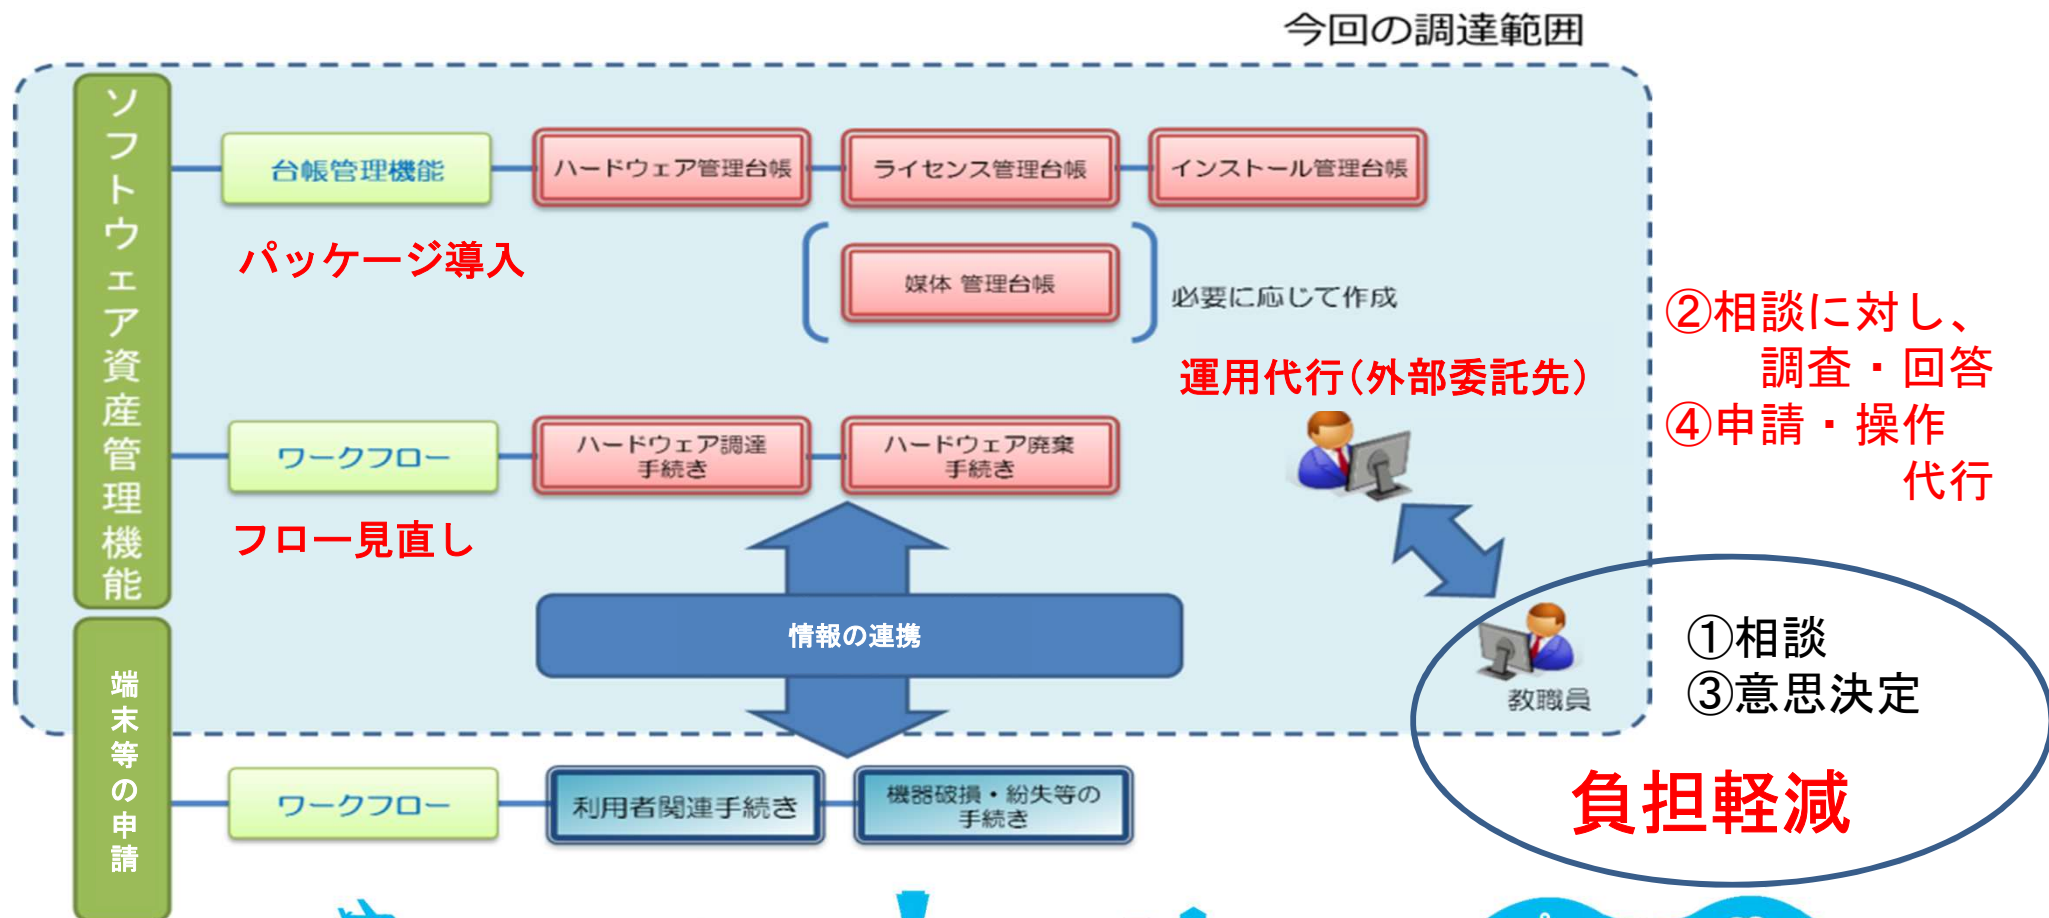 今回の調達範囲
ソフトウェア資産管理機能
台帳管理機能
ハードウェア管理台帳
ライセンス管理台帳
インストール管理台帳
パッケージ導入
媒体 管理台帳
必要に応じて作成
運用代行（外部委託先）
②相談に対し、
調査・回答
④申請・操作
代行
ワークフロー
ハードウェア調達
手続き
ハードウェア廃棄
手続き
フロー見直し
情報の連携
教職員
①相談
③意思決定
負担軽減
端末等の申請
ワークフロー
利用者関連手続き
機器破損・紛失等の
手続き